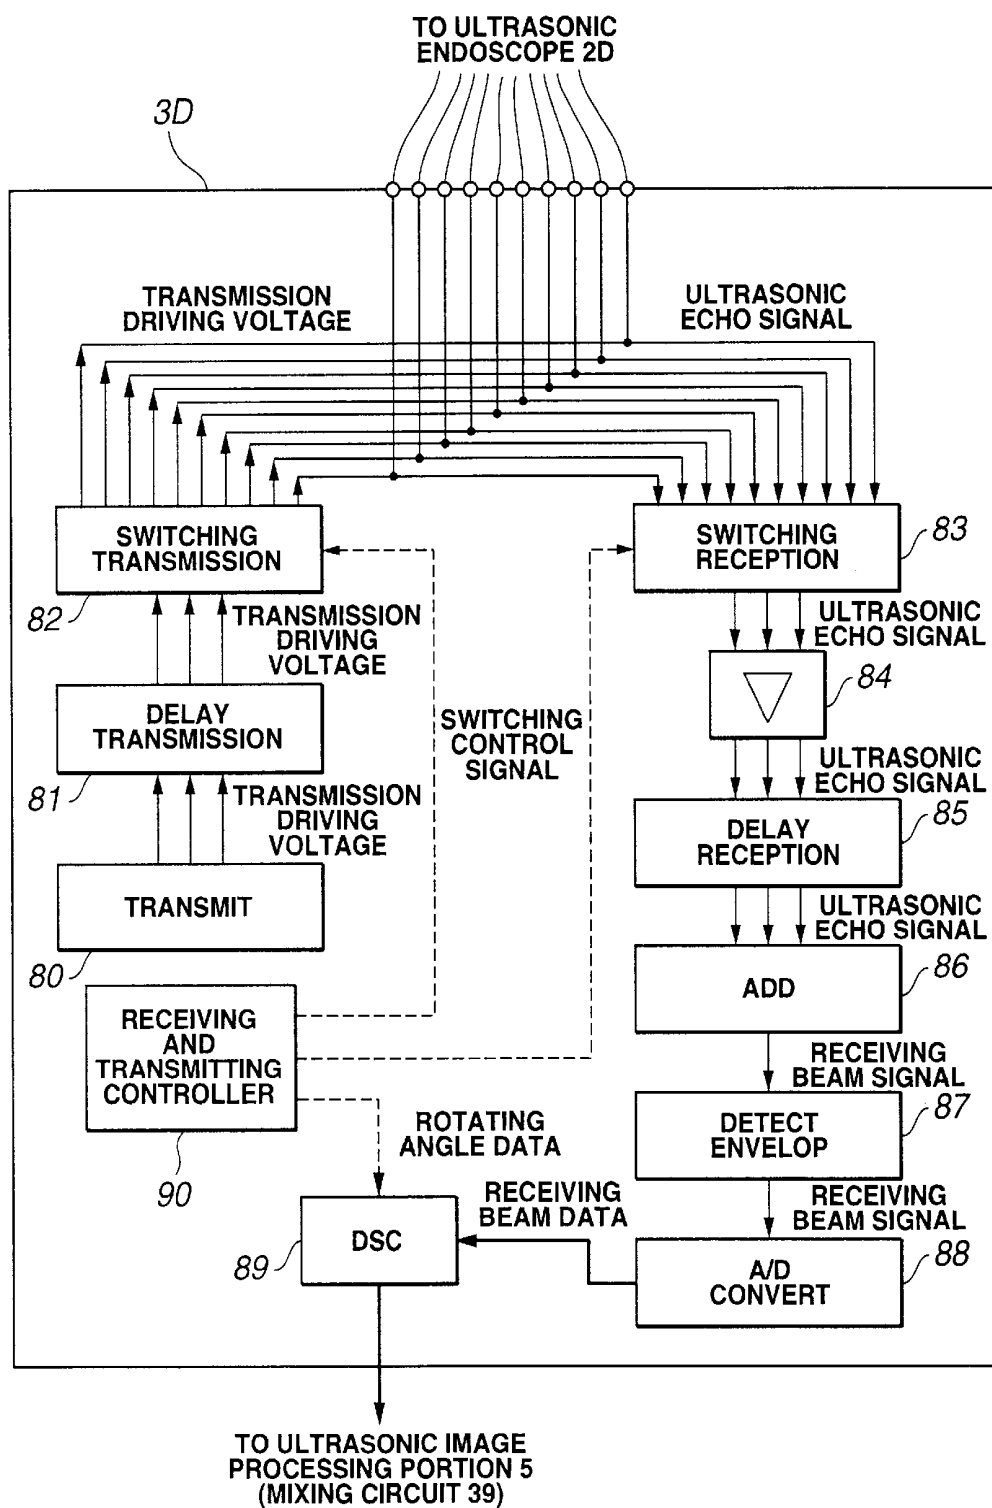 TO ULTRASONIC
ENDOSCOPE 2D
3D
TRANSMISSION
DRIVING VOLTAGE
ULTRASONIC
ECHO SIGNAL
SWITCHING
TRANSMISSION
82
SWITCHING
RECEPTION
83
TRANSMISSION
DRIVING
VOLTAGE
ULTRASONIC
ECHO SIGNAL
84
DELAY
TRANSMISSION
81
SWITCHING
CONTROL
SIGNAL
ULTRASONIC
ECHO SIGNAL
TRANSMISSION
DRIVING
VOLTAGE
DELAY
RECEPTION
85
TRANSMIT
80
ULTRASONIC
ECHO SIGNAL
ADD
86
RECEIVING
AND
TRANSMITTING
CONTROLLER
90
RECEIVING
BEAM SIGNAL
DETECT
ENVELOP
87
ROTATING
ANGLE DATA
RECEIVING
BEAM SIGNAL
RECEIVING
BEAM DATA
DSC
89
A/D
CONVERT
88
TO ULTRASONIC IMAGE
PROCESSING PORTION 5
(MIXING CIRCUIT 39)